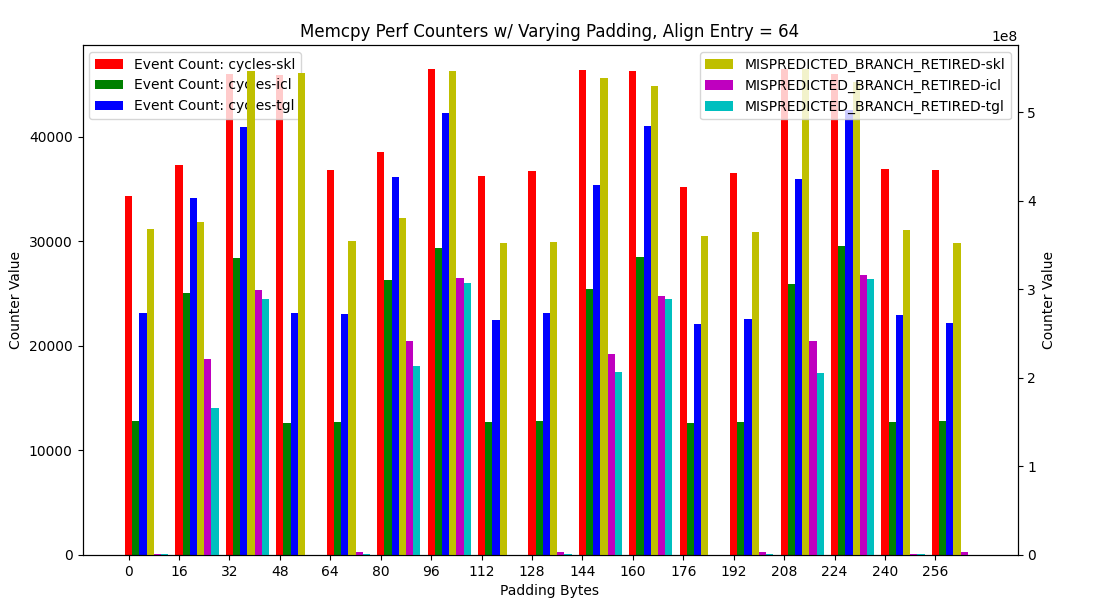 Memcpy Perf Counters w/ Varying Padding, Align Entry = 64
1e8
Event Count: cycles-skl
Event Count: cycles-icl
Event Count: cycles-tgl
MISPREDICTED_BRANCH_RETIRED-skl
MISPREDICTED_BRANCH_RETIRED-icl
MISPREDICTED_BRANCH_RETIRED-tgl
Counter Value
40000
30000
20000
10000
0
5
4
3
2
1
0
Counter Value
0 16 32 48 64 80 96 112 128 144 160 176 192 208 224 240 256
Padding Bytes